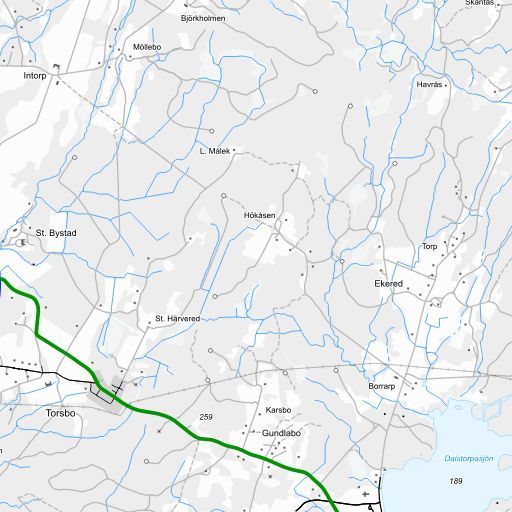 Skåntås
Björkholmen
Möllebo
Intorp
Havrås
L. Målek
Hökåsen
St. Bystad
Torp
Ekered
St. Härvered
Borrarp
Karsbo
Torsbo
259
Gundlabo
Dalstorpasjön
189